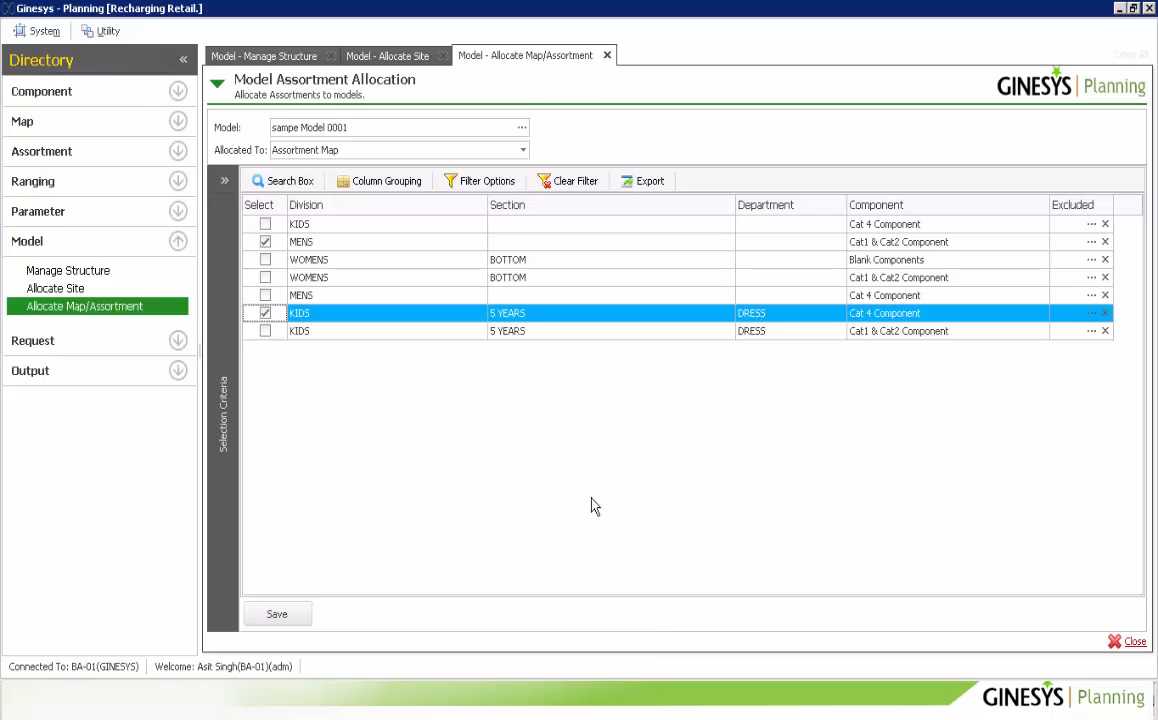 Ginesys - Planning [Recharging Retail.]
System Utility
Directory «
Component
Map
Assortment
Ranging
Parameter
Model
Manage Structure
Allocate Site
Allocate Map/Assortment
Request
Output
Model - Manage Structure Model - Allocate Site Model - Allocate Map/Assortment
Close All
Model Assortment Allocation
Allocate Assortments to models.
GINESYS | Planning
Model: sampe Model 0001 ...
Allocated To: Assortment Map
» Search Box Column Grouping Filter Options Clear Filter Export
Selection Criteria
Select Division Section Department Component Excluded
KIDS Cat 4 Component ...
MENS Cat1 & Cat2 Component ...
WOMENS BOTTOM Blank Components ...
WOMENS BOTTOM Cat1 & Cat2 Component ...
MENS Cat 4 Component ...
KIDS 5 YEARS DRESS Cat 4 Component ...
KIDS 5 YEARS DRESS Cat1 & Cat2 Component ...
Save
Close
Connected To: BA-01(GINESYS) Welcome: Asit Singh(BA-01)(adm)
GINESYS | Planning